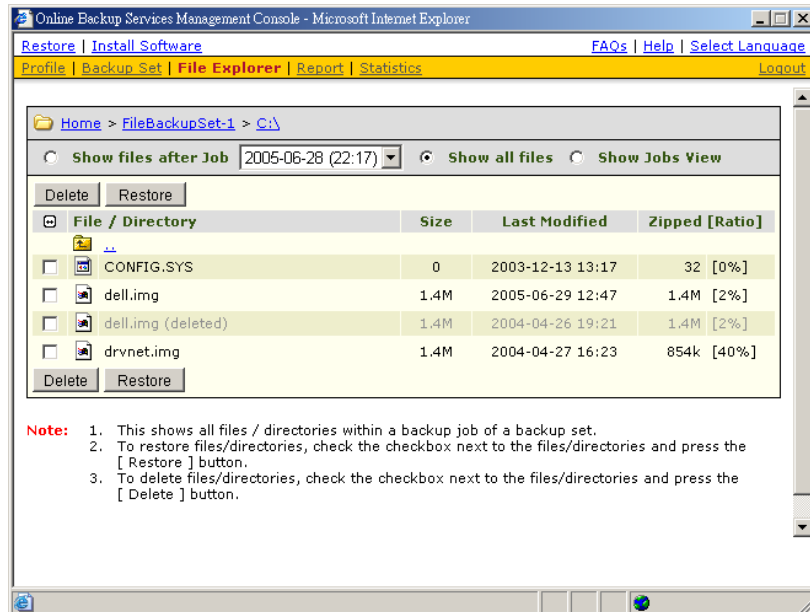 Online Backup Services Management Console - Microsoft Internet Explorer
Restore | Install Software FAQs | Help | Select Language
Profile | Backup Set | File Explorer | Report | Statistics Logout
Home > FileBackupSet-1 > C:\
Show files after Job 2005-06-28 (22:17) Show all files Show Jobs View
Delete Restore
File / Directory Size Last Modified Zipped [Ratio]
..
CONFIG.SYS 0 2003-12-13 13:17 32 [0%]
dell.img 1.4M 2005-06-29 12:47 1.4M [2%]
dell.img (deleted) 1.4M 2004-04-26 19:21 1.4M [2%]
drvnet.img 1.4M 2004-04-27 16:23 854k [40%]
Delete Restore
Note: 1. This shows all files / directories within a backup job of a backup set.
2. To restore files/directories, check the checkbox next to the files/directories and press the
[ Restore ] button.
3. To delete files/directories, check the checkbox next to the files/directories and press the
[ Delete ] button.